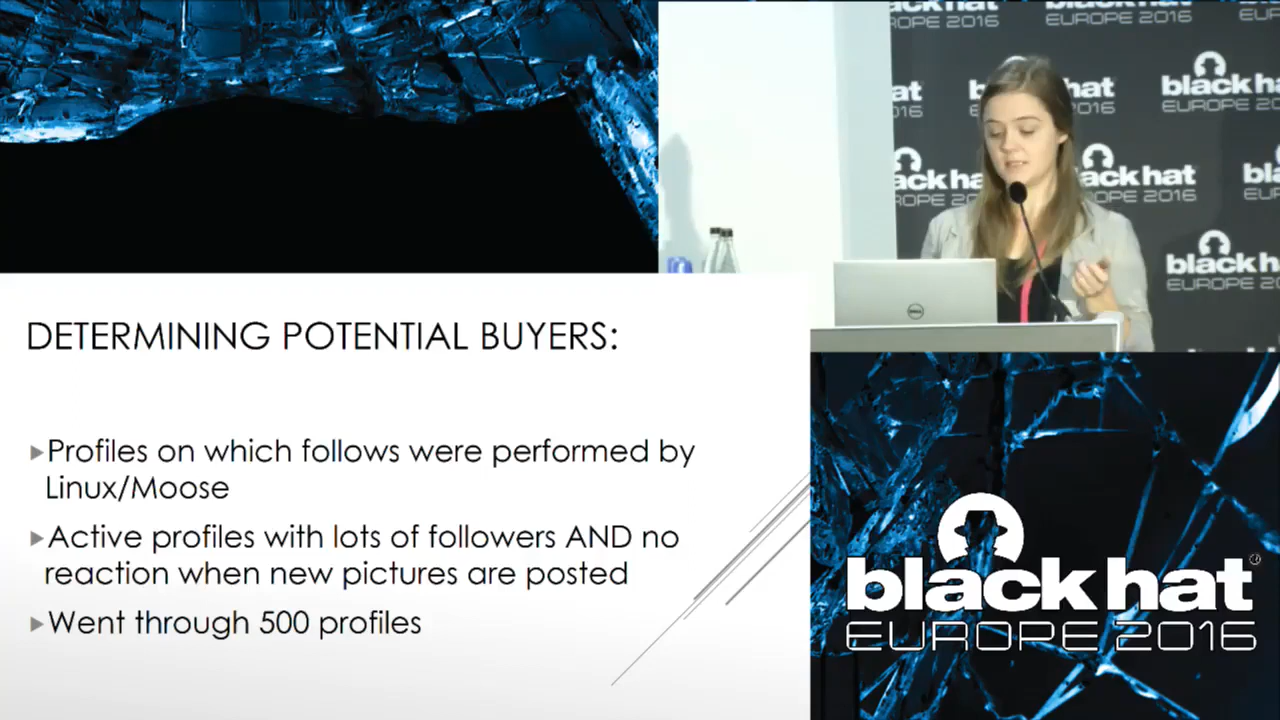 black hat
EUROPE 2016
DETERMINING POTENTIAL BUYERS:
Profiles on which follows were performed by
Linux/Moose
Active profiles with lots of followers AND no
reaction when new pictures are posted
Went through 500 profiles
DELL
black hat®
EUROPE 2016